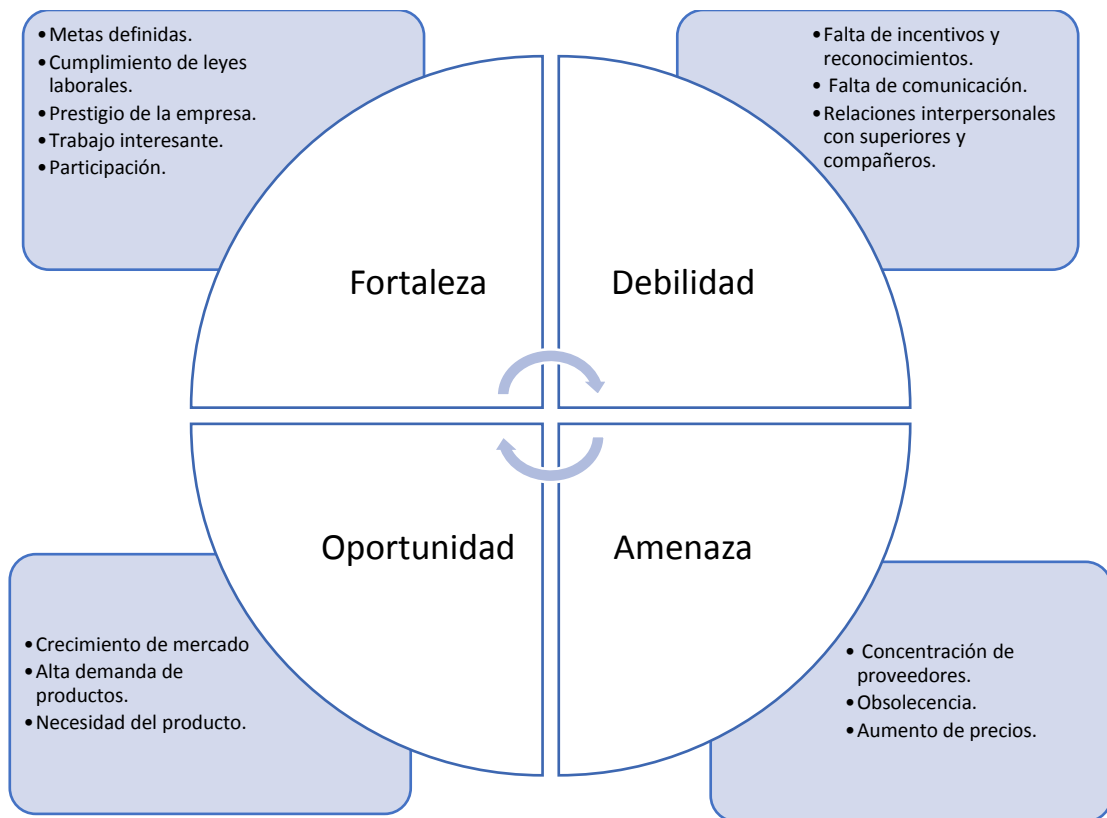 •Metas definidas.
•Cumplimiento de leyes
laborales.
•Prestigio de la empresa.
•Trabajo interesante.
•Participación.
•Falta de incentivos y
reconocimientos.
• Falta de comunicación.
•Relaciones interpersonales
con superiores y
compañeros.
Fortaleza
Debilidad
Oportunidad
Amenaza
•Crecimiento de mercado
•Alta demanda de
productos.
•Necesidad del producto.
• Concentración de
proveedores.
•Obsolecencia.
•Aumento de precios.